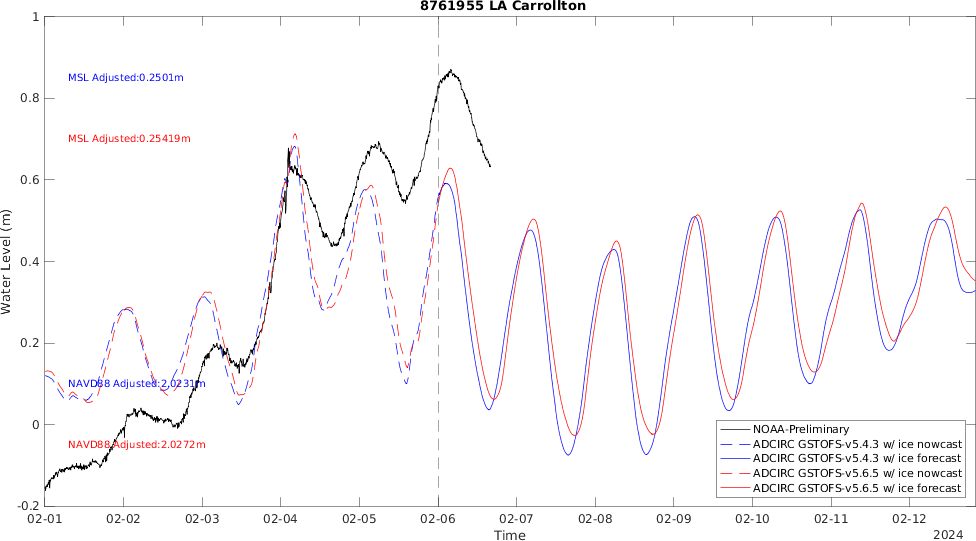 8761955 LA Carrollton
1
0.8
0.6
0.4
0.2
0
-0.2
Water Level (m)
MSL Adjusted:0.2501m
MSL Adjusted:0.25419m
NAVD88 Adjusted:2.0231m
NAVD88 Adjusted:2.0272m
NOAA-Preliminary
ADCIRC GSTOFS-v5.4.3 w/ ice nowcast
ADCIRC GSTOFS-v5.4.3 w/ ice forecast
ADCIRC GSTOFS-v5.6.5 w/ ice nowcast
ADCIRC GSTOFS-v5.6.5 w/ ice forecast
02-01 02-02 02-03 02-04 02-05 02-06 02-07 02-08 02-09 02-10 02-11 02-12
Time
2024